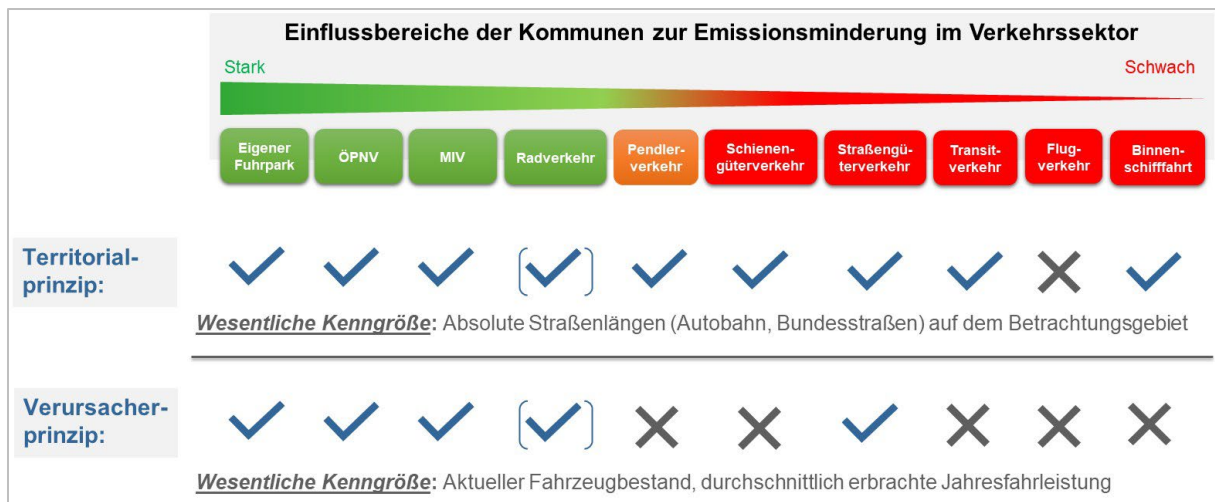 Einflussbereiche der Kommunen zur Emissionsminderung im Verkehrssektor
Stark
Schwach
Eigener
Fuhrpark
ÖPNV
MIV
Radverkehr
Pendler-
verkehr
Schienen-
güterverkehr
Straßengü-
terverkehr
Transit-
verkehr
Flug-
verkehr
Binnen-
schifffahrt
Territorial-
prinzip:
Wesentliche Kenngröße: Absolute Straßenlängen (Autobahn, Bundesstraßen) auf dem Betrachtungsgebiet
Verursacher-
prinzip:
Wesentliche Kenngröße: Aktueller Fahrzeugbestand, durchschnittlich erbrachte Jahresfahrleistung